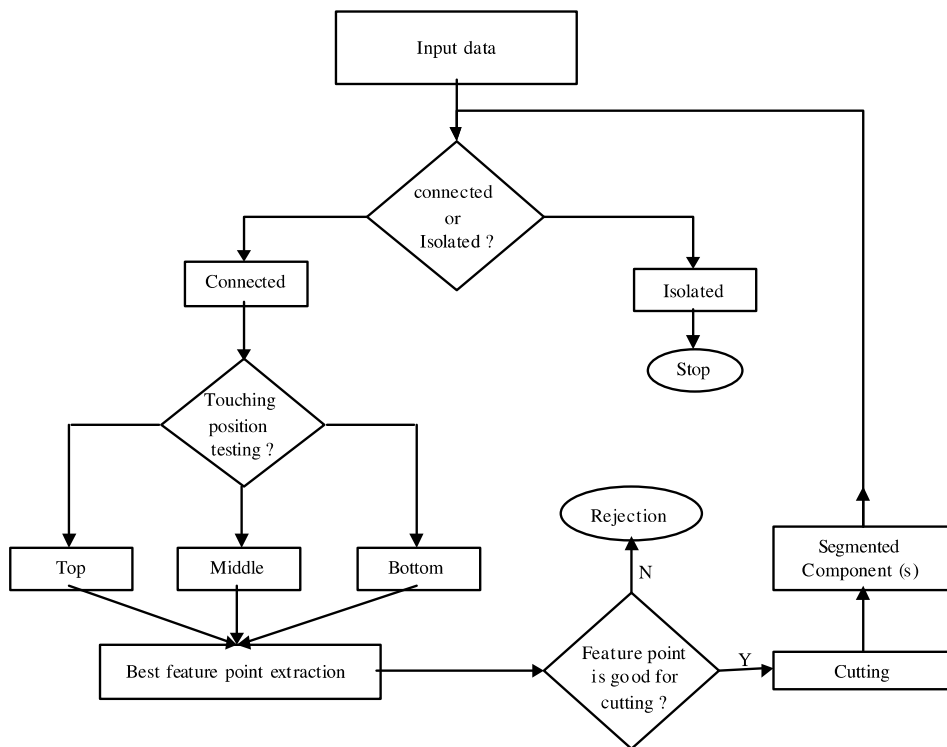 Input data
connected
or
Isolated ?
Connected
Isolated
Stop
Touching
position
testing ?
Top
Middle
Bottom
Best feature point extraction
Rejection
N
Feature point
is good for
cutting ?
Y
Cutting
Segmented
Component (s)